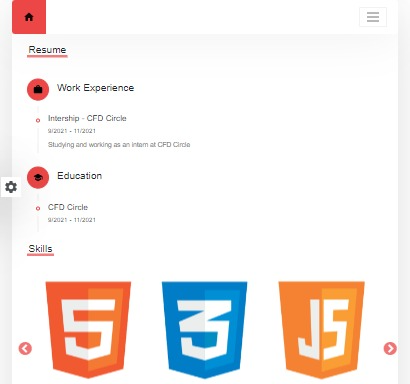 Resume
Work Experience
Intership - CFD Circle
9/2021 - 11/2021
Studying and working as an intern at CFD Circle
Education
CFD Circle
9/2021 - 11/2021
Skills
5
3
JS